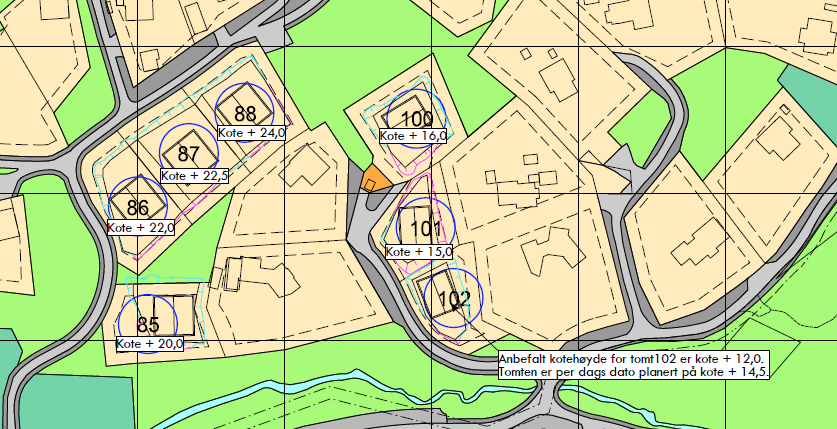 88
Kote + 24,0
100
Kote + 16,0
87
Kote + 22,5
86
Kote + 22,0
101
Kote + 15,0
102
85
Kote + 20,0
Anbefalt kotehøyde for tomt102 er kote + 12,0.
Tomten er per dags dato planert på kote + 14,5.